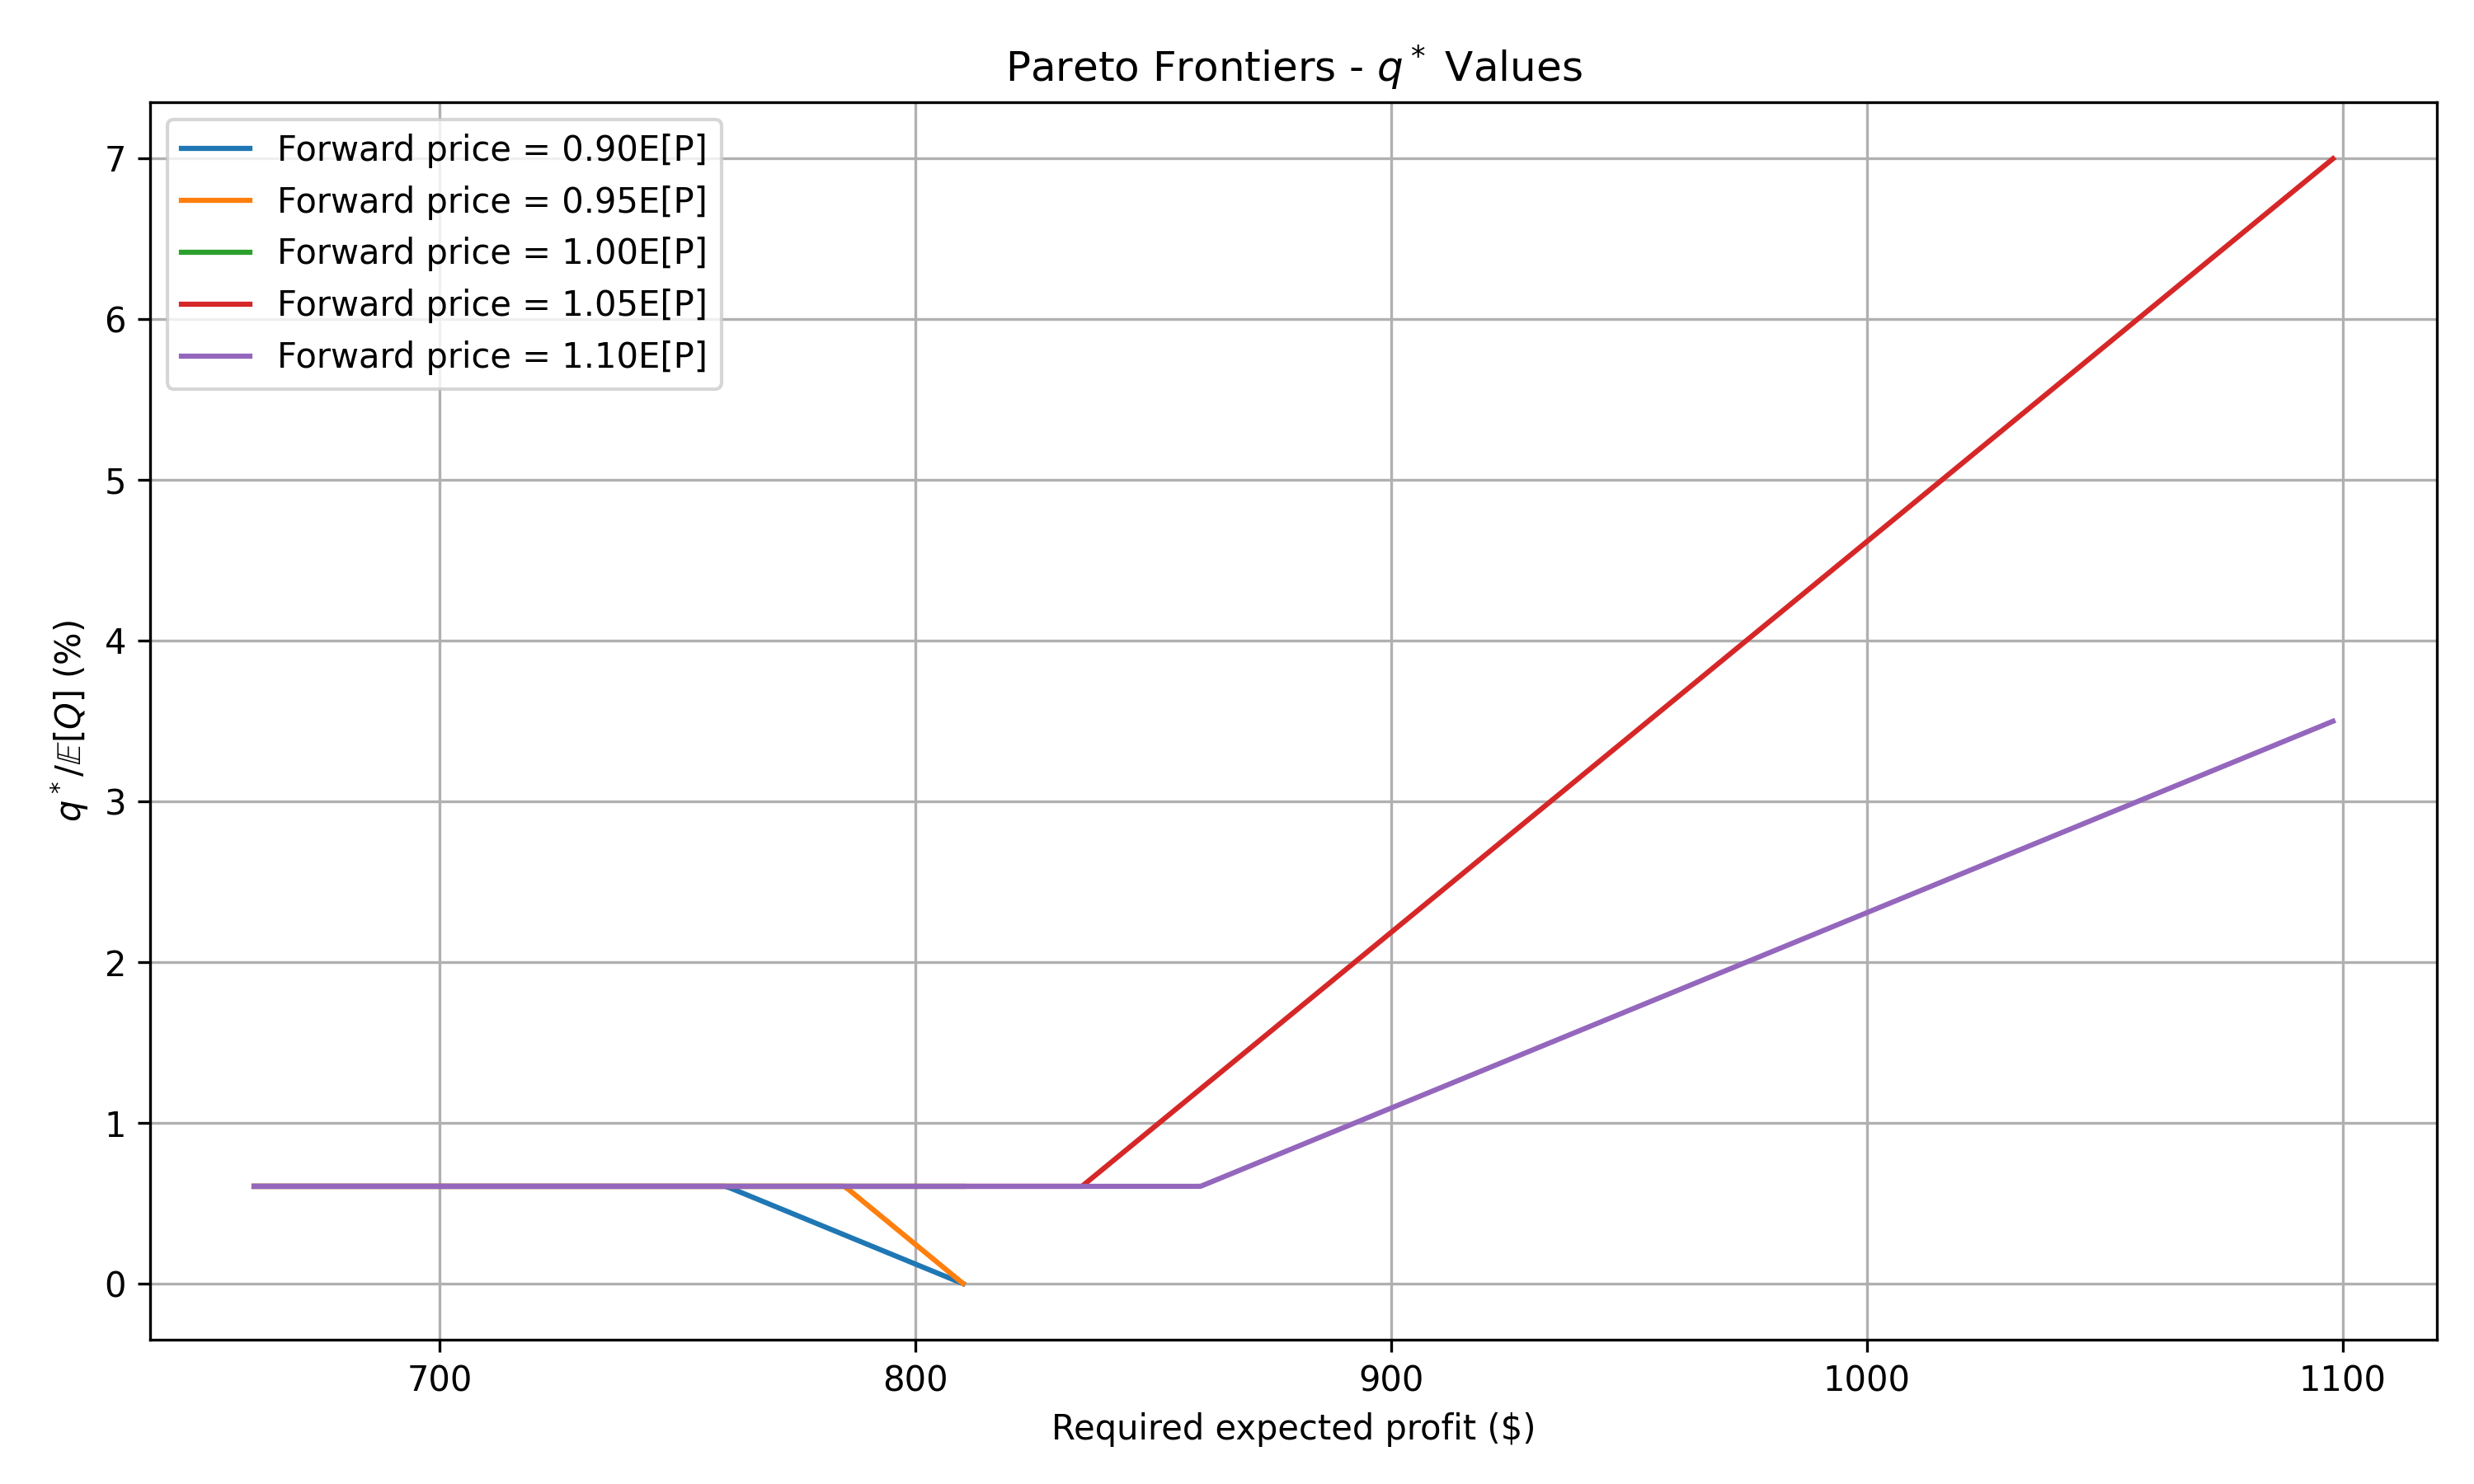 Pareto Frontiers - q* Values
Forward price = 0.90E[P]
Forward price = 0.95E[P]
Forward price = 1.00E[P]
Forward price = 1.05E[P]
Forward price = 1.10E[P]
q*/𝔼[Q] (%)
7
6
5
4
3
2
1
0
700 800 900 1000 1100
Required expected profit ($)